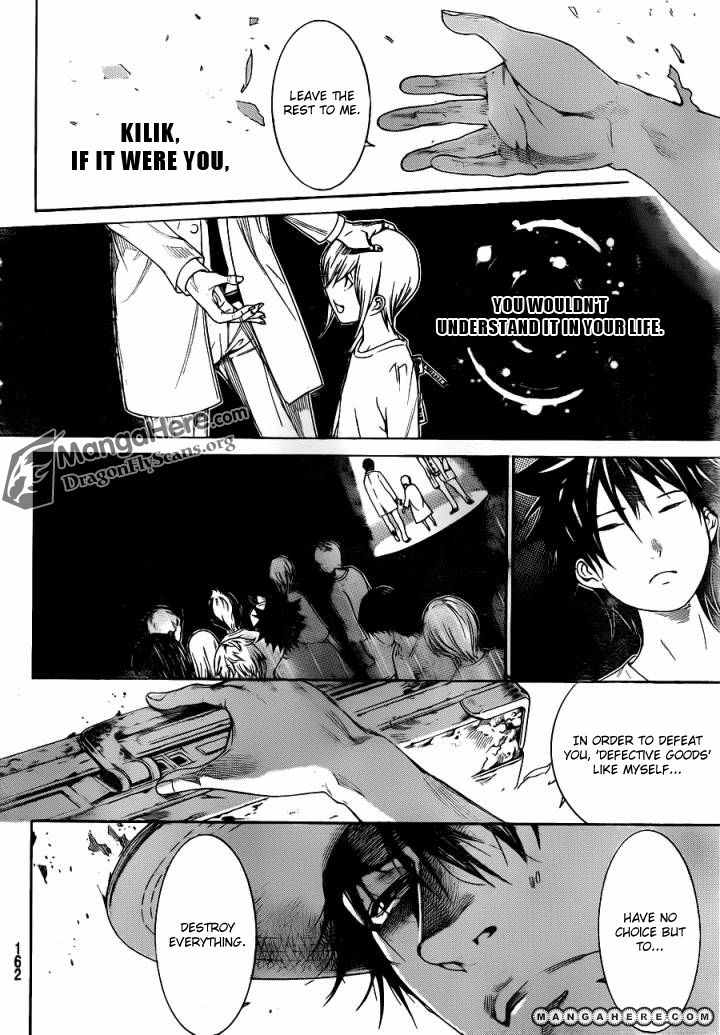 LEAVE THE
REST TO ME.
KILIK,
IF IT WERE YOU,
YOU WOULDN'T
UNDERSTAND IT IN YOUR LIFE.
MANGAHERE.COM
DRAGONFLYSCANS.ORG
IN ORDER TO DEFEAT
YOU, 'DEFECTIVE GOODS'
LIKE MYSELF...
HAVE NO
CHOICE BUT
TO...
DESTROY
EVERYTHING.
162
MANGAHERE.COM